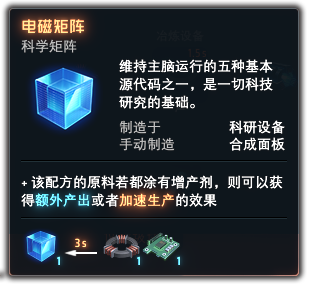 电磁矩阵
科学矩阵
维持主脑运行的五种基本
源代码之一，是一切科技
研究的基础。
制造于 科研设备
手动制造 合成面板
+ 该配方的原料若都涂有增产剂，则可以获
得额外产出或者加速生产的效果
3s
1 1 1